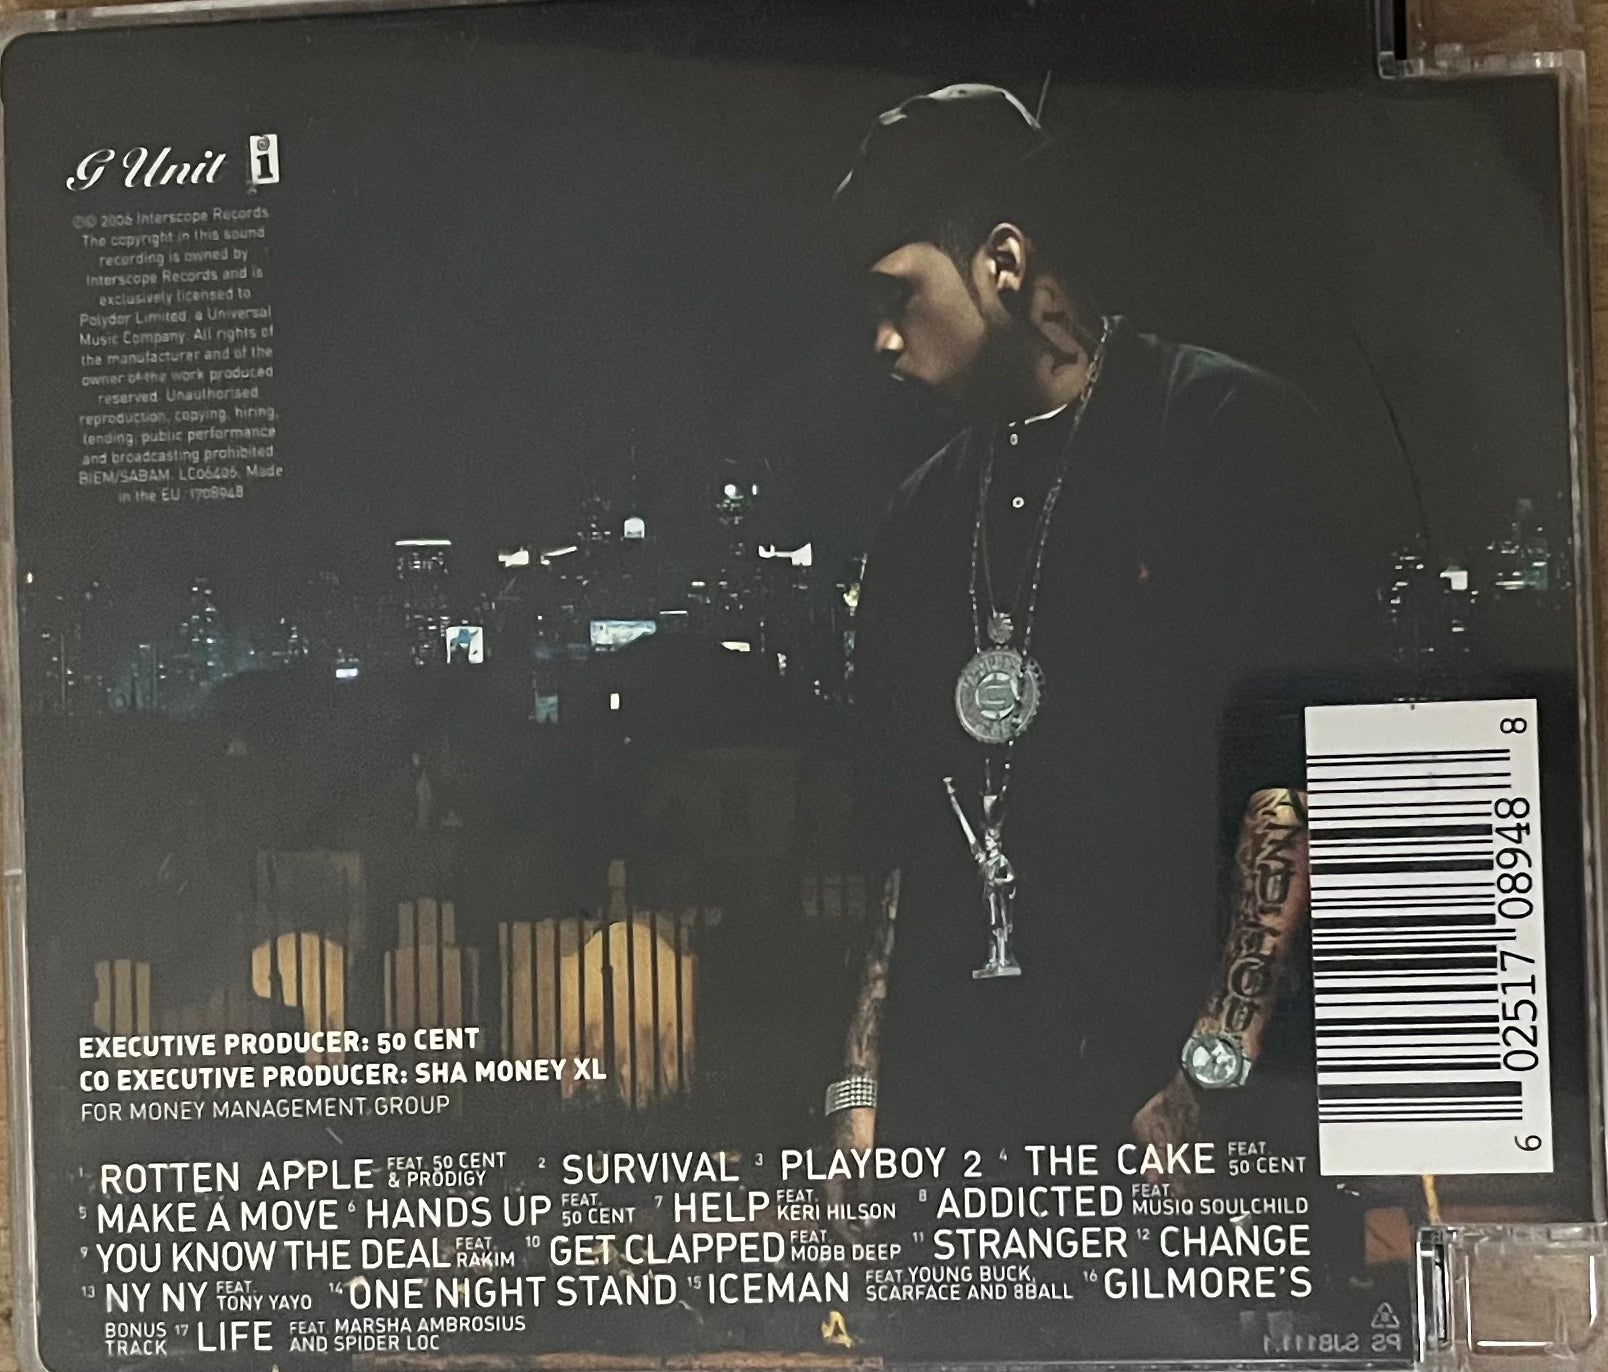 G Unit i
℗© 2006 Interscope Records
The copyright in this sound
recording is owned by
Interscope Records and is
exclusively licensed to
Polydor Limited, a Universal
Music Company. All rights of
the manufacturer and of the
owner of the work produced
reserved. Unauthorised
reproduction, copying, hiring,
lending, public performance
and broadcasting prohibited.
BIEM/SABAM. LC06406. Made
in the EU. 1708948
EXECUTIVE PRODUCER: 50 CENT
CO EXECUTIVE PRODUCER: SHA MONEY XL
FOR MONEY MANAGEMENT GROUP
1 ROTTEN APPLE FEAT. 50 CENT & PRODIGY 2 SURVIVAL 3 PLAYBOY 2 4 THE CAKE FEAT. 50 CENT
5 MAKE A MOVE 6 HANDS UP FEAT. 50 CENT 7 HELP FEAT. KERI HILSON 8 ADDICTED FEAT. MUSIQ SOULCHILD
9 YOU KNOW THE DEAL FEAT. RAKIM 10 GET CLAPPED FEAT. MOBB DEEP 11 STRANGER 12 CHANGE
13 NY NY FEAT. TONY YAYO 14 ONE NIGHT STAND 15 ICEMAN FEAT YOUNG BUCK, SCARFACE AND 8BALL 16 GILMORE'S
BONUS TRACK 17 LIFE FEAT. MARSHA AMBROSIUS AND SPIDER LOC
6 02517 08948 8
PS SJB111.1